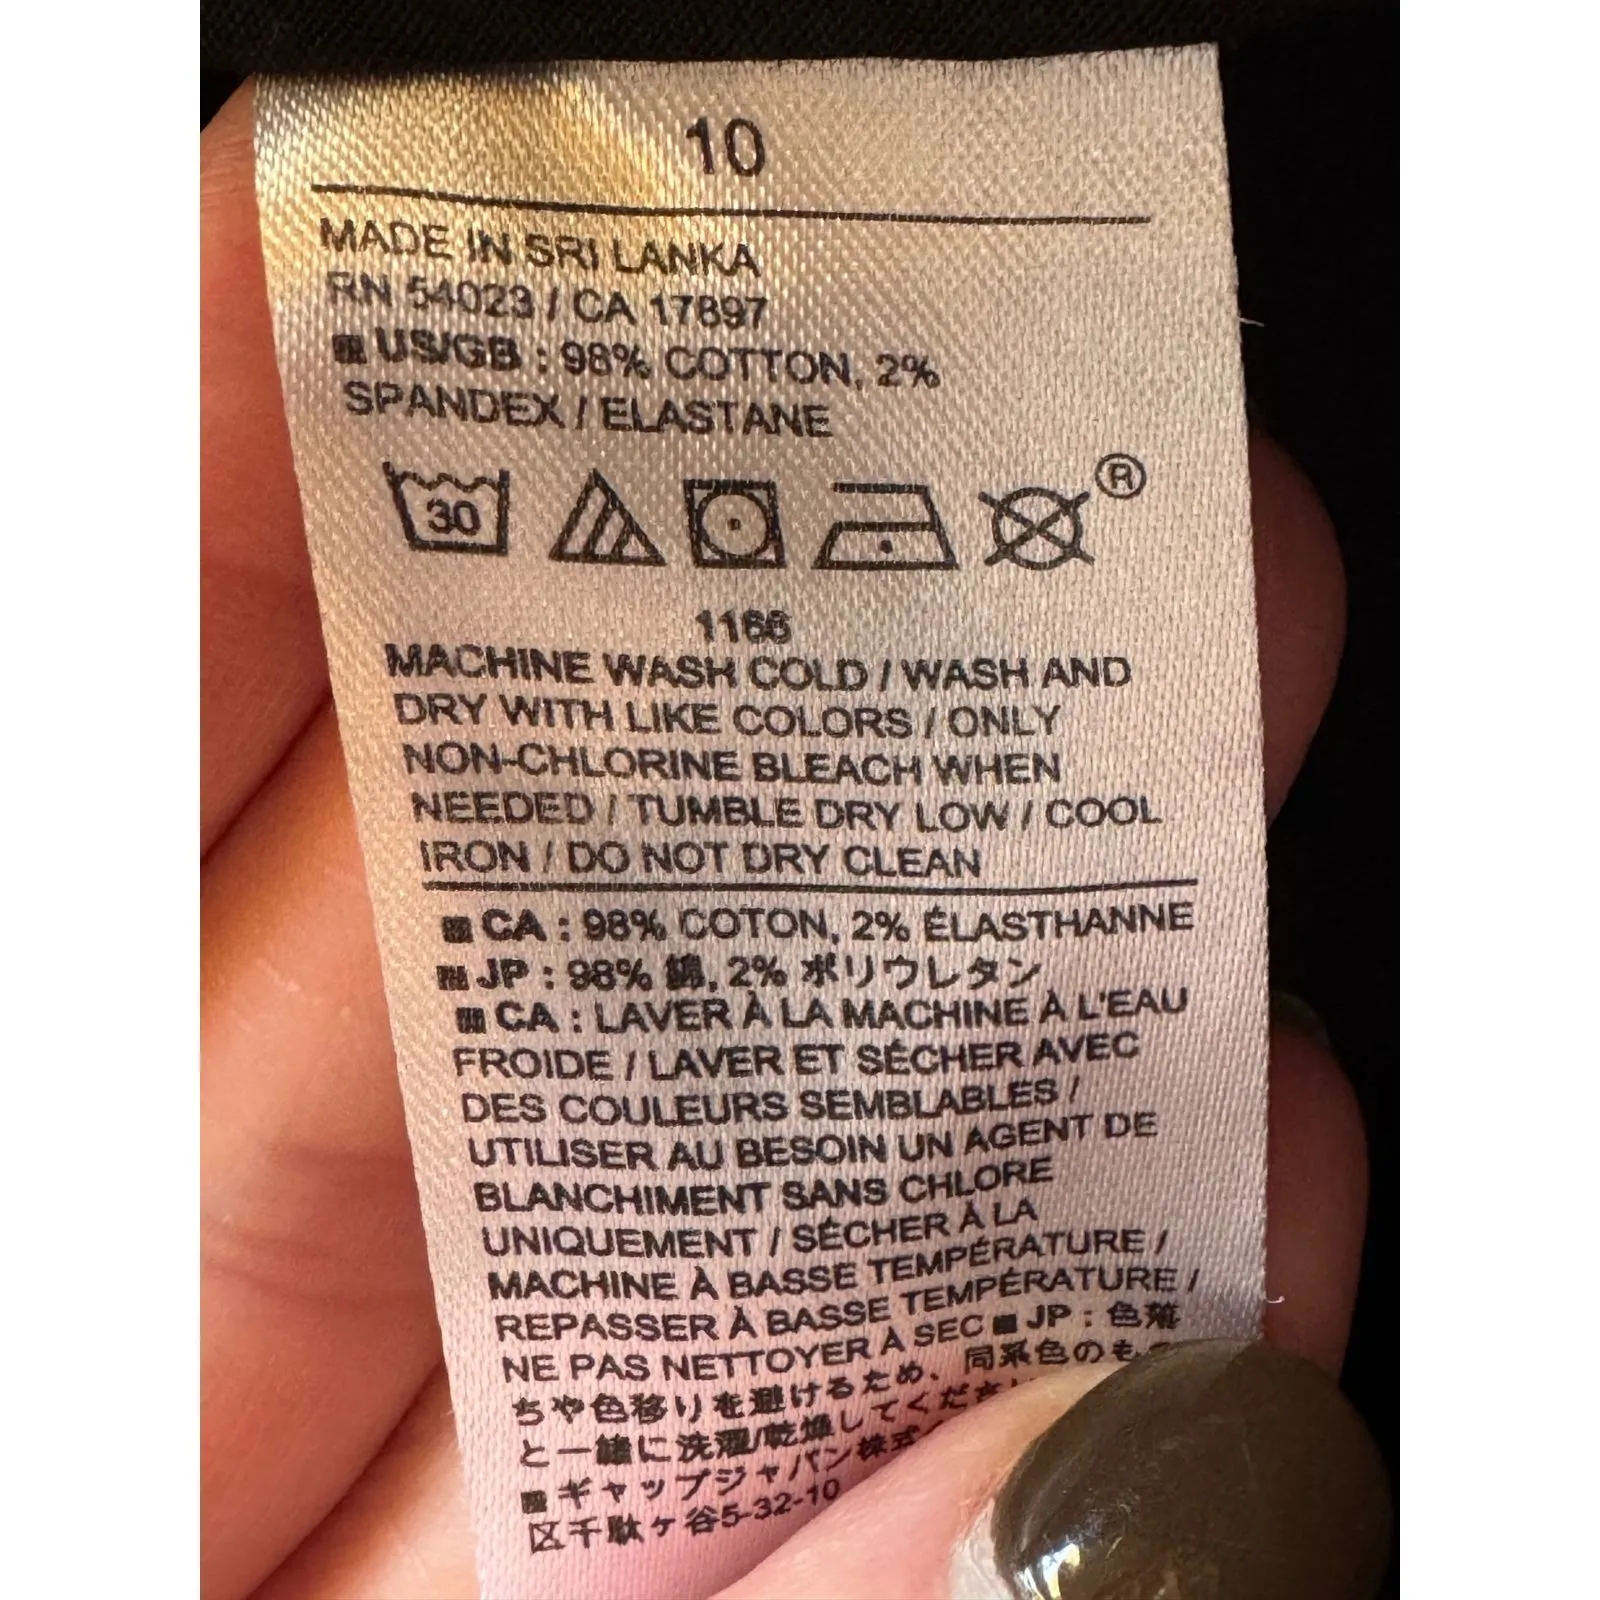 10
MADE IN SRI LANKA
RN 54023 / CA 17897
US/GB : 98% COTTON, 2%
SPANDEX / ELASTANE
30
®
1166
MACHINE WASH COLD / WASH AND
DRY WITH LIKE COLORS / ONLY
NON-CHLORINE BLEACH WHEN
NEEDED / TUMBLE DRY LOW / COOL
IRON / DO NOT DRY CLEAN
CA : 98% COTON, 2% ÉLASTHANNE
JP : 98% 綿, 2% ポリウレタン
CA : LAVER À LA MACHINE À L'EAU
FROIDE / LAVER ET SÉCHER AVEC
DES COULEURS SEMBLABLES /
UTILISER AU BESOIN UN AGENT DE
BLANCHIMENT SANS CHLORE
UNIQUEMENT / SÉCHER À LA
MACHINE À BASSE TEMPÉRATURE /
REPASSER À BASSE TEMPÉRATURE /
NE PAS NETTOYER À SEC JP : 色落
ちや色移りを避けるため、同系色のもの
と一緒に洗濯/乾燥してくださ
ギャップジャパン株式
区千駄ヶ谷5-32-10